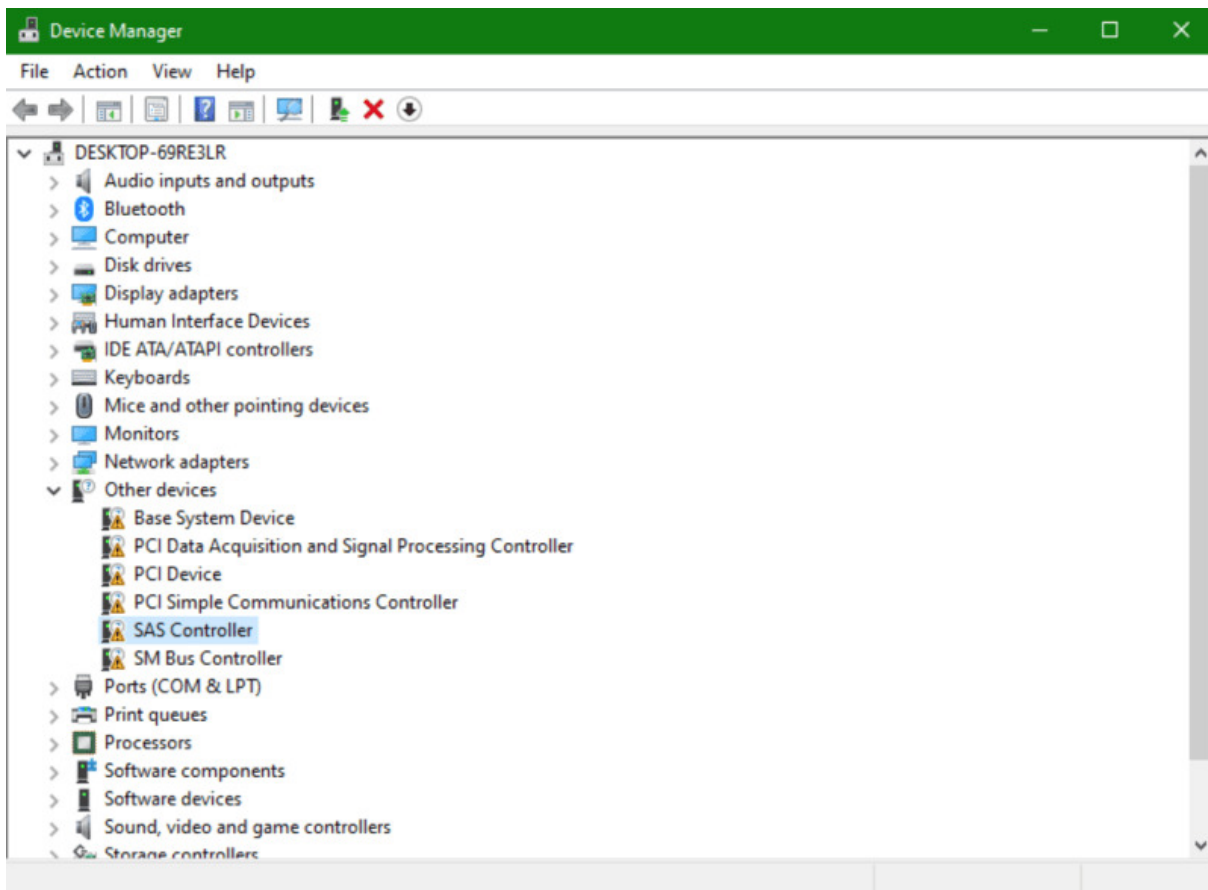 Device Manager
File Action View Help
DESKTOP-69RE3LR
Audio inputs and outputs
Bluetooth
Computer
Disk drives
Display adapters
Human Interface Devices
IDE ATA/ATAPI controllers
Keyboards
Mice and other pointing devices
Monitors
Network adapters
Other devices
Base System Device
PCI Data Acquisition and Signal Processing Controller
PCI Device
PCI Simple Communications Controller
SAS Controller
SM Bus Controller
Ports (COM & LPT)
Print queues
Processors
Software components
Software devices
Sound, video and game controllers
Storage controllers